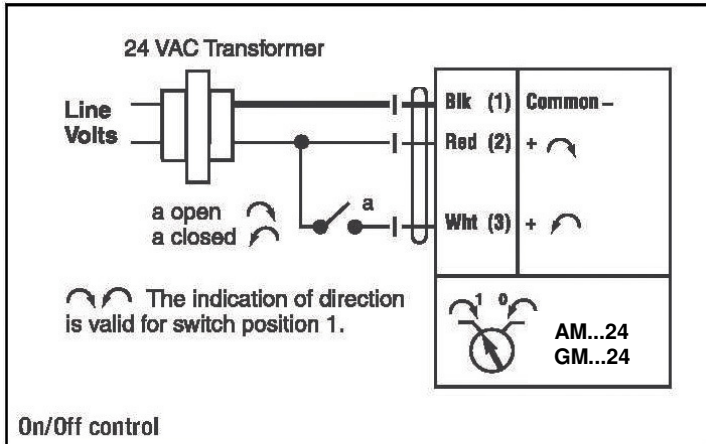 24 VAC Transformer
Line
Volts
Blk (1) Common –
Red (2) +
a
Wht (3) +
a open
a closed
The indication of direction
is valid for switch position 1.
1 0
AM...24
GM...24
On/Off control